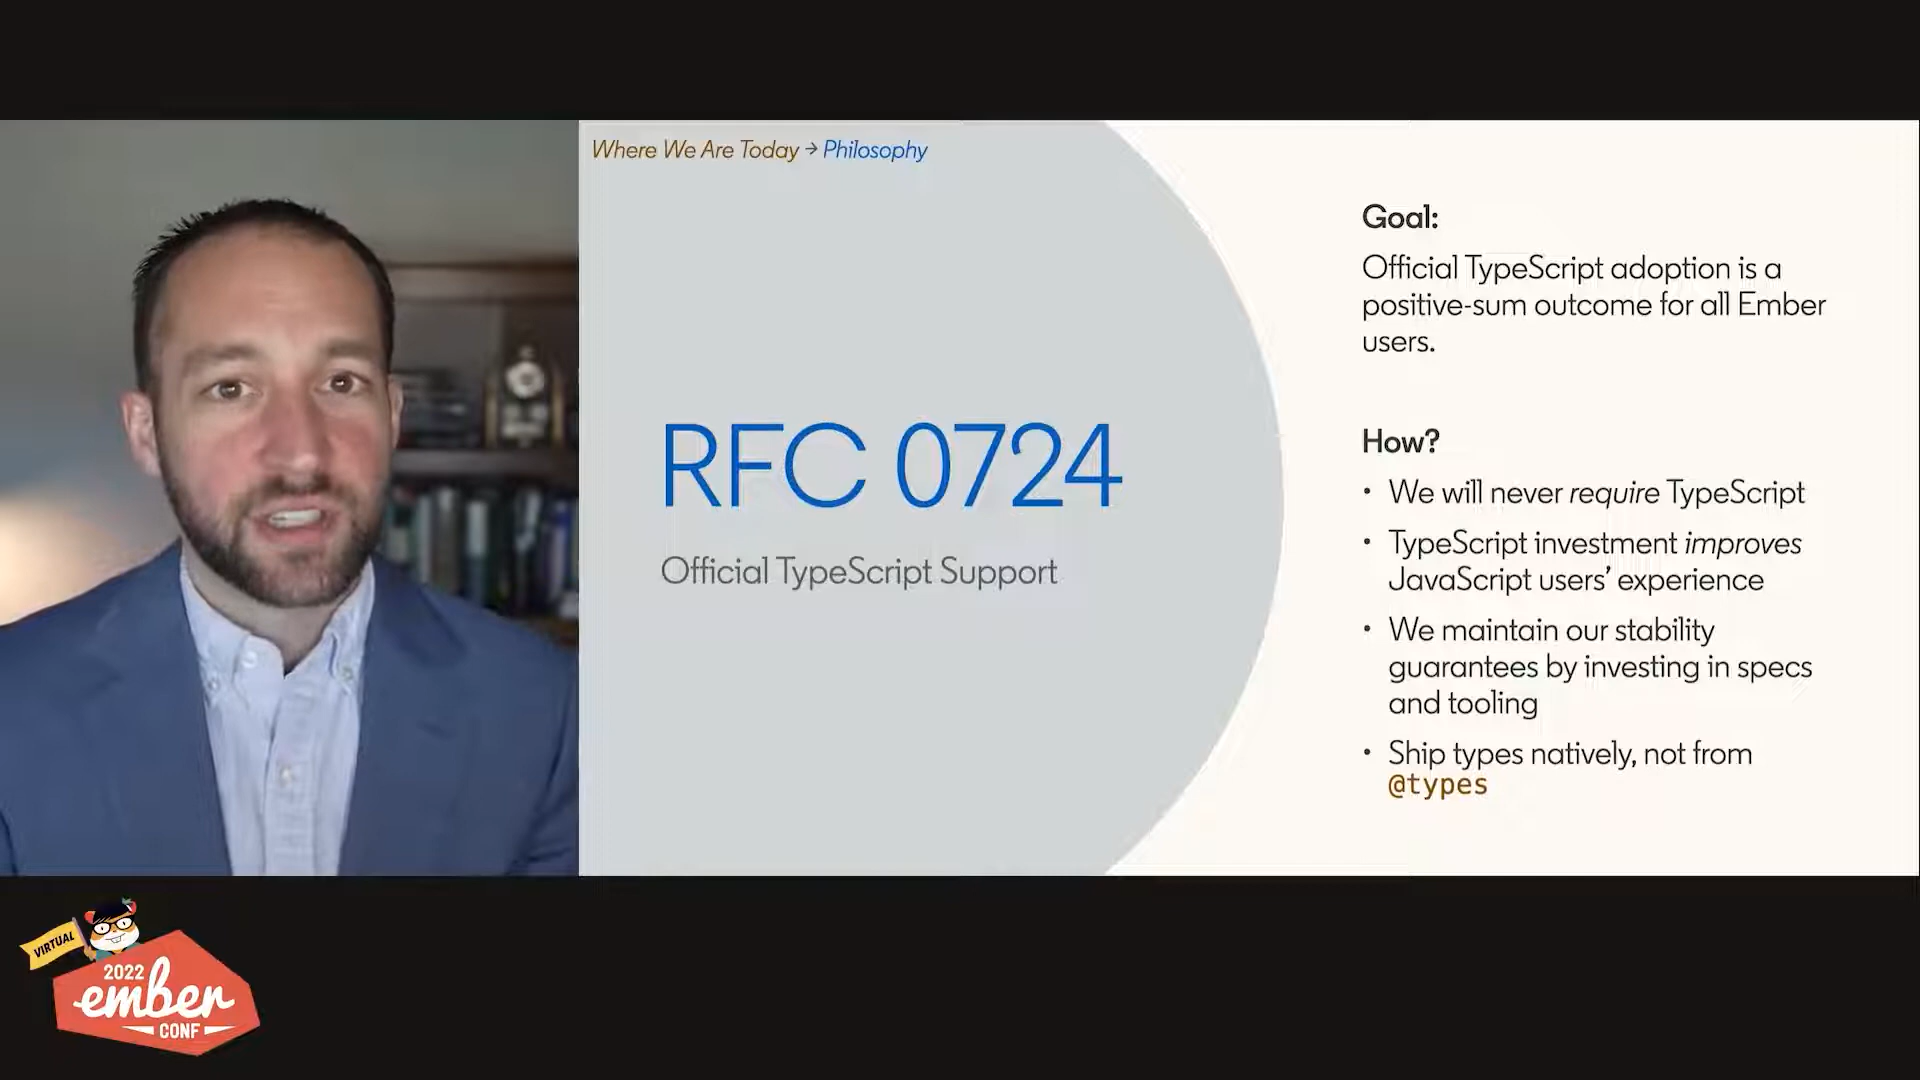 Where We Are Today → Philosophy
RFC 0724
Official TypeScript Support
Goal:
Official TypeScript adoption is a
positive-sum outcome for all Ember
users.
How?
• We will never require TypeScript
• TypeScript investment improves
JavaScript users’ experience
• We maintain our stability
guarantees by investing in specs
and tooling
• Ship types natively, not from
@types
VIRTUAL
2022
ember
CONF